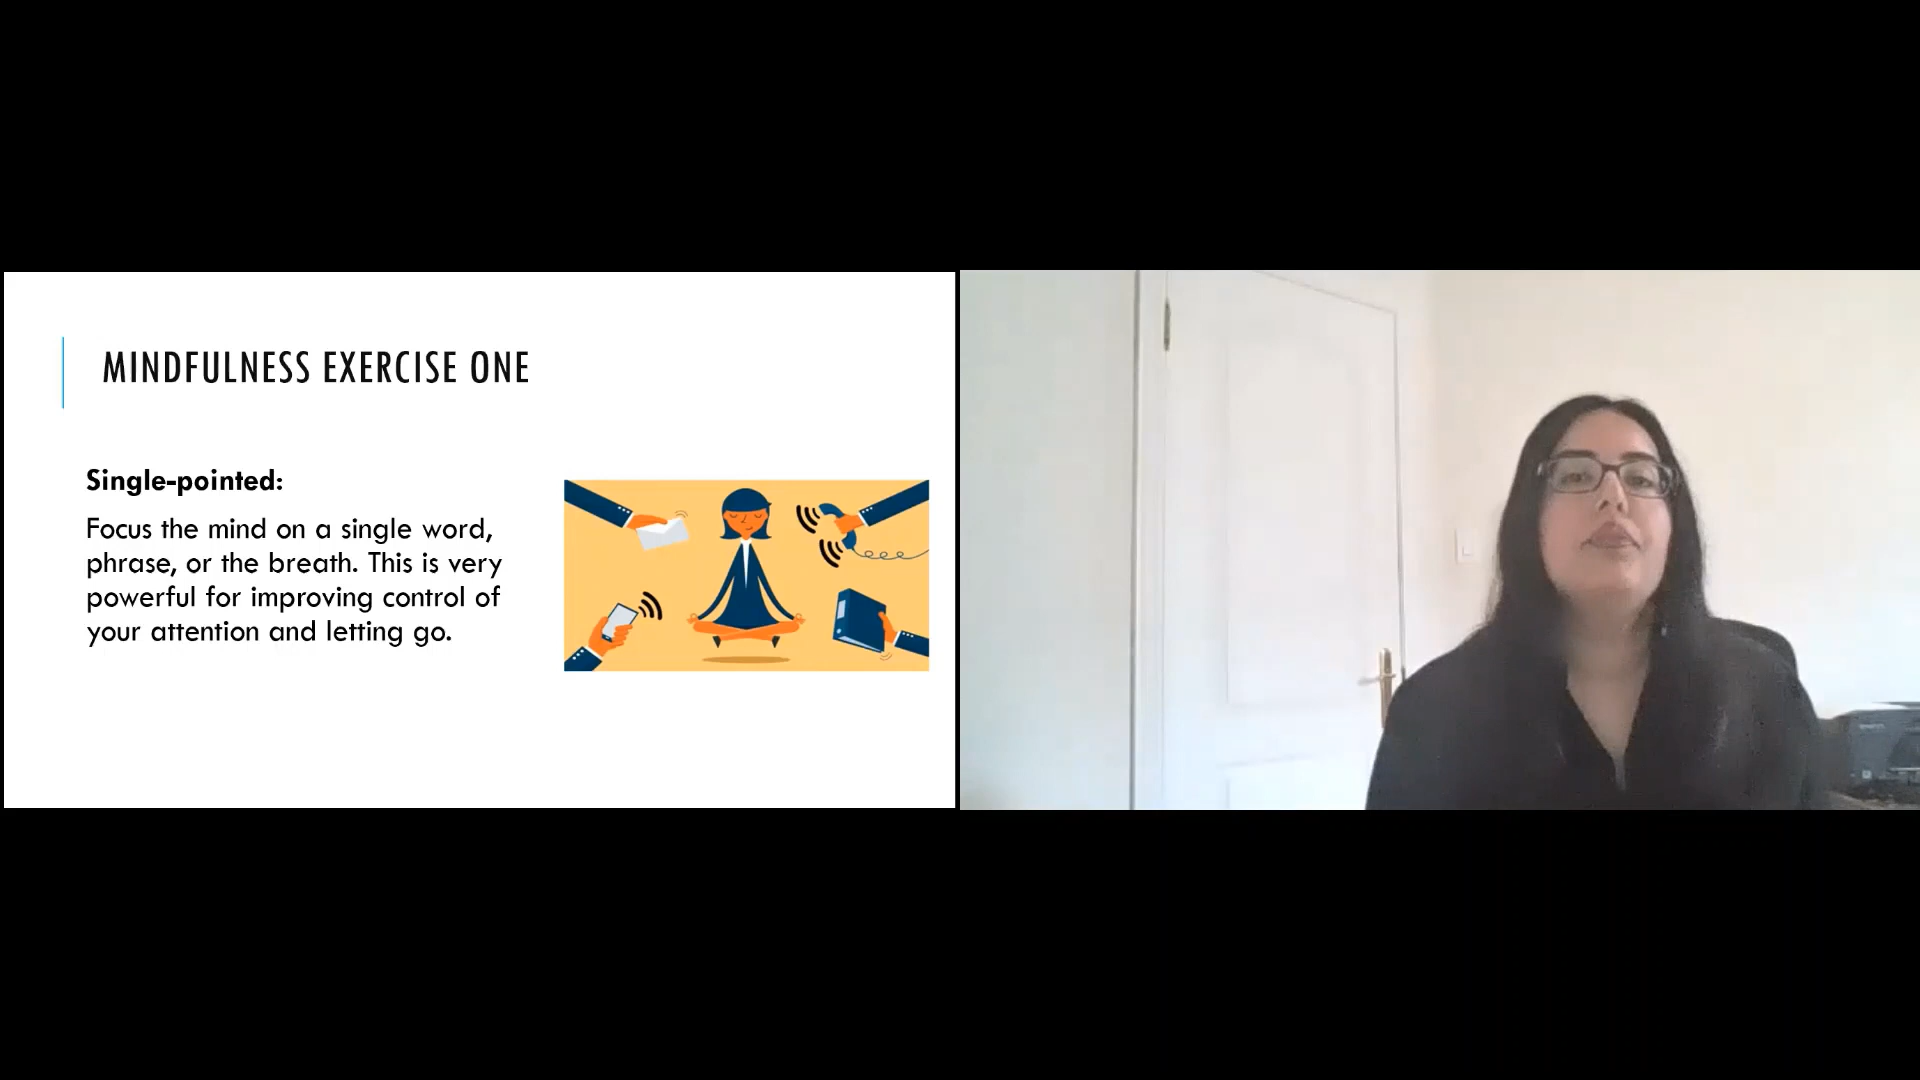 MINDFULNESS EXERCISE ONE
Single-pointed:
Focus the mind on a single word,
phrase, or the breath. This is very
powerful for improving control of
your attention and letting go.